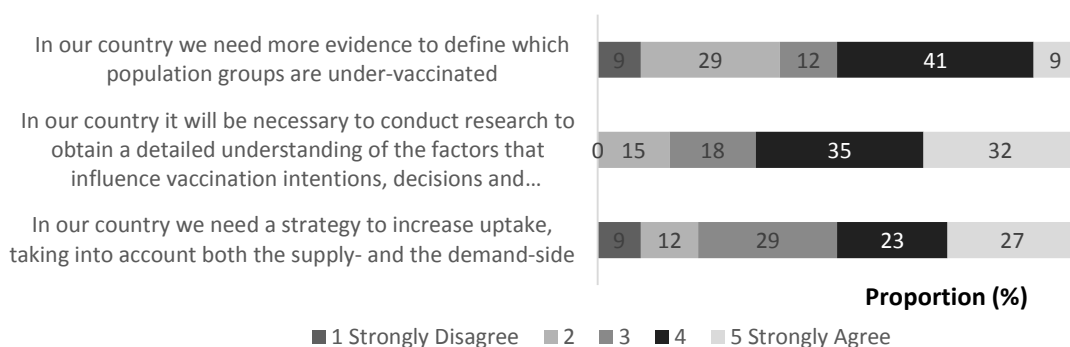 In our country we need more evidence to define which
population groups are under-vaccinated
9 29 12 41 9
In our country it will be necessary to conduct research to
obtain a detailed understanding of the factors that
influence vaccination intentions, decisions and…
0 15 18 35 32
In our country we need a strategy to increase uptake,
taking into account both the supply- and the demand-side
9 12 29 23 27
Proportion (%)
1 Strongly Disagree 2 3 4 5 Strongly Agree